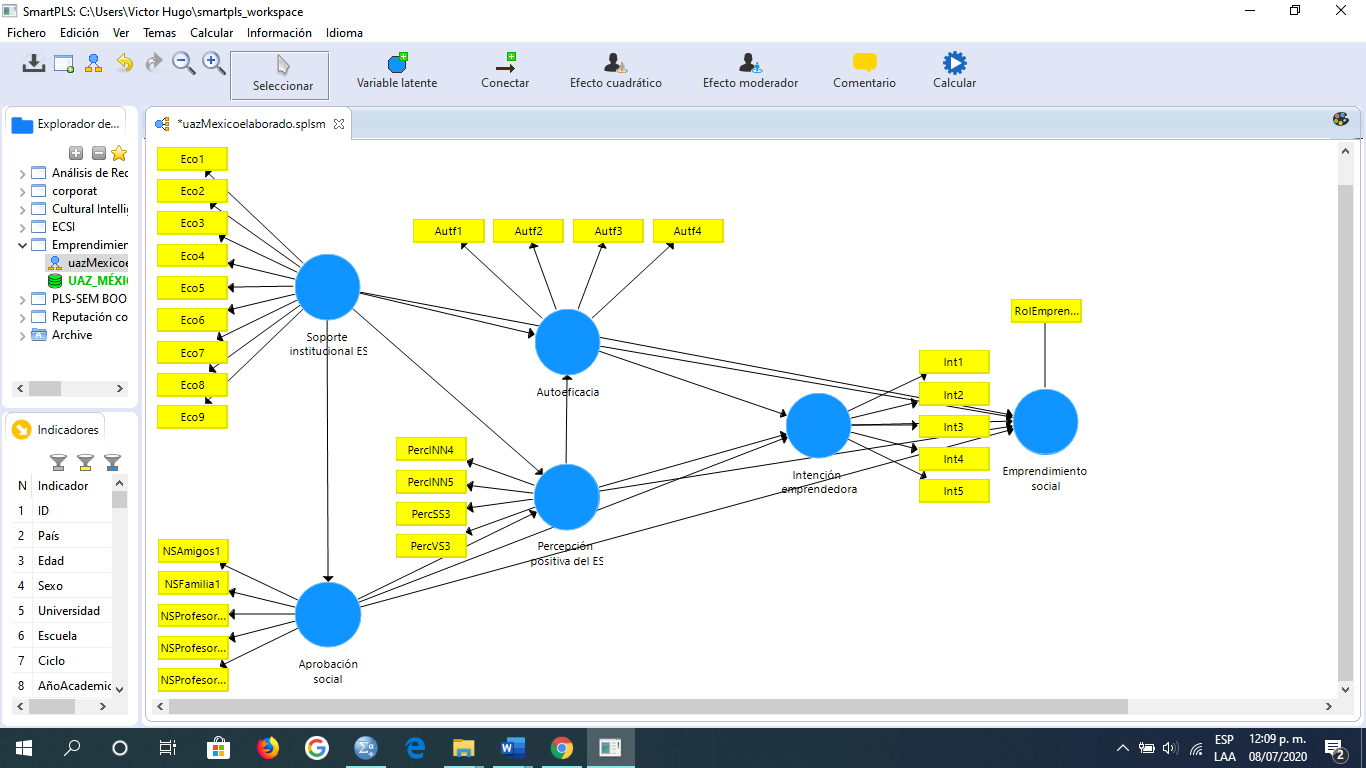 SmartPLS: C:\Users\Victor Hugo\smartpls_workspace
Fichero Edición Ver Temas Calcular Información Idioma
Seleccionar
Variable latente
Conectar
Efecto cuadrático
Efecto moderador
Comentario
Calcular
Explorador de...
*uazMexicoelaborado.splsm
Análisis de Rec
corporat
Cultural Intelli
ECSI
Emprendimien
uazMexicoe
UAZ_MÉXI
PLS-SEM BOO
Reputación co
Archive
Indicadores
N Indicador
1 ID
2 País
3 Edad
4 Sexo
5 Universidad
6 Escuela
7 Ciclo
8 AñoAcademic
Eco1
Eco2
Eco3
Eco4
Eco5
Eco6
Eco7
Eco8
Eco9
Soporte
institucional ES
Autf1
Autf2
Autf3
Autf4
Autoeficacia
PercINN4
PercINN5
PercSS3
PercVS3
Percepción
positiva del ES
NSAmigos1
NSFamilia1
NSProfesor...
NSProfesor...
NSProfesor...
Aprobación
social
Intención
emprendedora
Int1
Int2
Int3
Int4
Int5
RolEmpren...
Emprendimiento
social
ESP
LAA
12:09 p. m.
08/07/2020
2